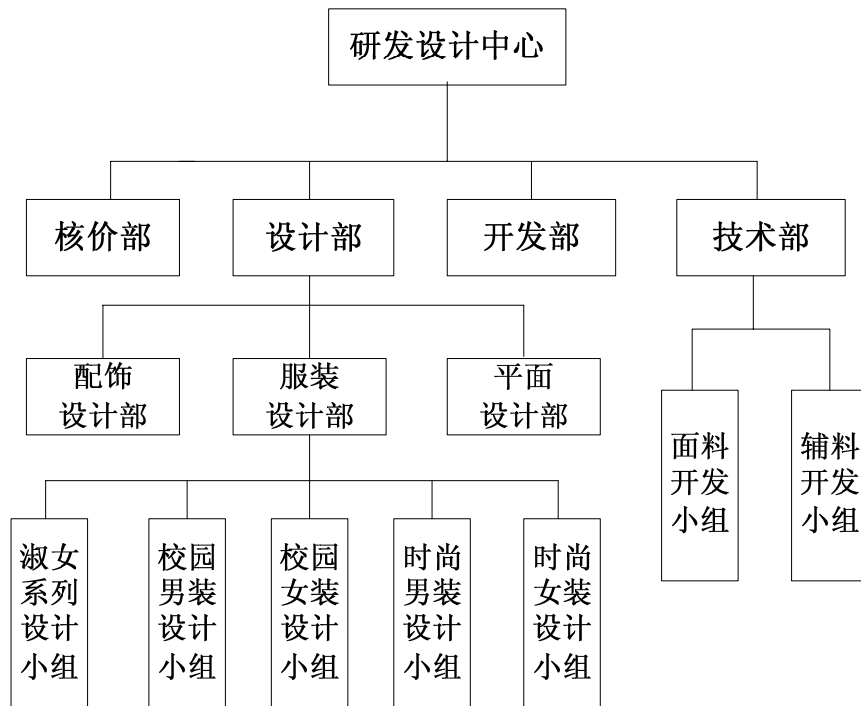 研发设计中心
核价部
设计部
开发部
技术部
配饰
设计部
服装
设计部
平面
设计部
面料
开发
小组
辅料
开发
小组
淑女
系列
设计
小组
校园
男装
设计
小组
校园
女装
设计
小组
时尚
男装
设计
小组
时尚
女装
设计
小组